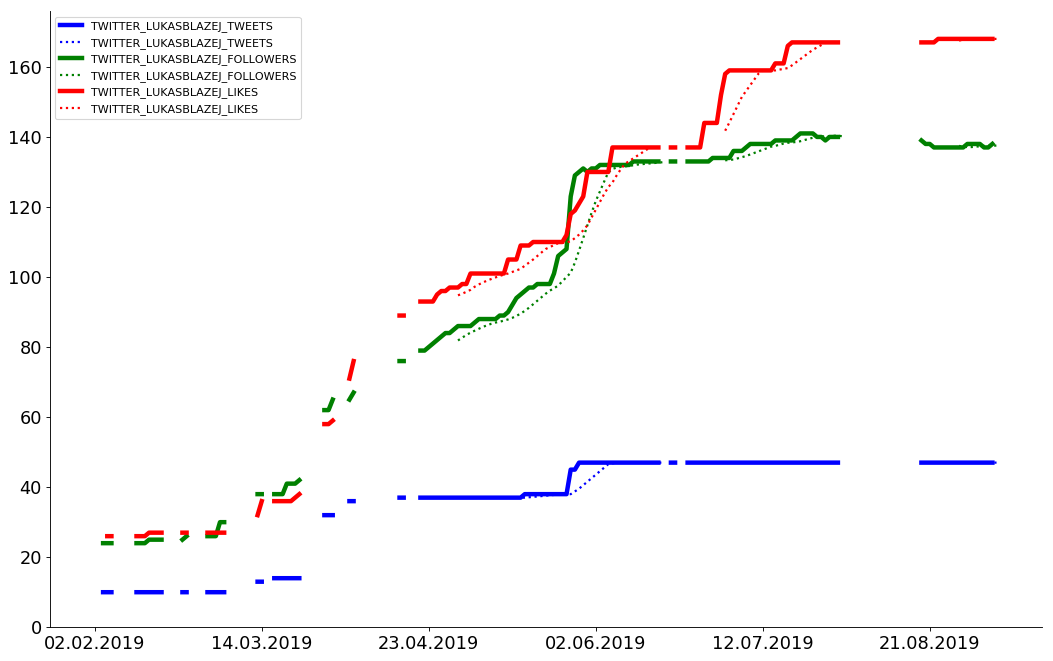 TWITTER_LUKASBLAZEJ_TWEETS
TWITTER_LUKASBLAZEJ_TWEETS
TWITTER_LUKASBLAZEJ_FOLLOWERS
TWITTER_LUKASBLAZEJ_FOLLOWERS
TWITTER_LUKASBLAZEJ_LIKES
TWITTER_LUKASBLAZEJ_LIKES
160
140
120
100
80
60
40
20
0
02.02.2019 14.03.2019 23.04.2019 02.06.2019 12.07.2019 21.08.2019